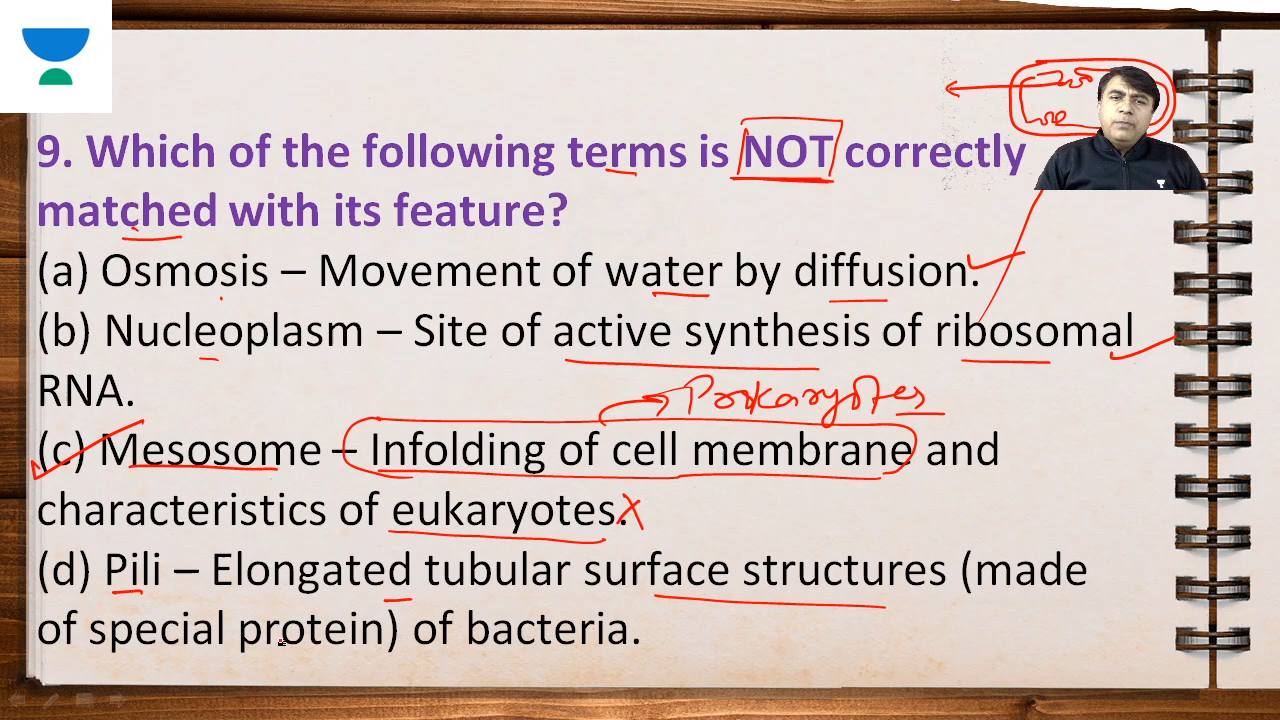 9. Which of the following terms is NOT correctly
matched with its feature?
(a) Osmosis – Movement of water by diffusion.
(b) Nucleoplasm – Site of active synthesis of ribosomal
RNA.
Prokaryotes
(c) Mesosome – Infolding of cell membrane and
characteristics of eukaryotes.
(d) Pili – Elongated tubular surface structures (made
of special protein) of bacteria.